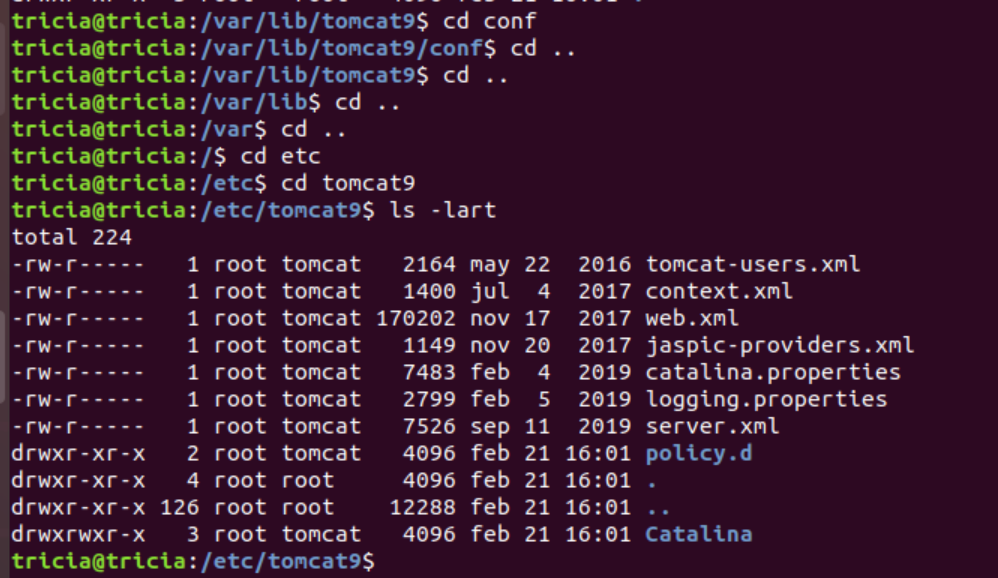 tricia@tricia:/var/lib/tomcat9$ cd conf
tricia@tricia:/var/lib/tomcat9/conf$ cd ..
tricia@tricia:/var/lib/tomcat9$ cd ..
tricia@tricia:/var/lib$ cd ..
tricia@tricia:/var$ cd ..
tricia@tricia:/$ cd etc
tricia@tricia:/etc$ cd tomcat9
tricia@tricia:/etc/tomcat9$ ls -lart
total 224
-rw-r-----   1 root tomcat   2164 may 22  2016 tomcat-users.xml
-rw-r-----   1 root tomcat   1400 jul  4  2017 context.xml
-rw-r-----   1 root tomcat 170202 nov 17  2017 web.xml
-rw-r-----   1 root tomcat   1149 nov 20  2017 jaspic-providers.xml
-rw-r-----   1 root tomcat   7483 feb  4  2019 catalina.properties
-rw-r-----   1 root tomcat   2799 feb  5  2019 logging.properties
-rw-r-----   1 root tomcat   7526 sep 11  2019 server.xml
drwxr-xr-x   2 root tomcat   4096 feb 21 16:01 policy.d
drwxr-xr-x   4 root root     4096 feb 21 16:01 .
drwxr-xr-x 126 root root    12288 feb 21 16:01 ..
drwxrwxr-x   3 root tomcat   4096 feb 21 16:01 Catalina
tricia@tricia:/etc/tomcat9$